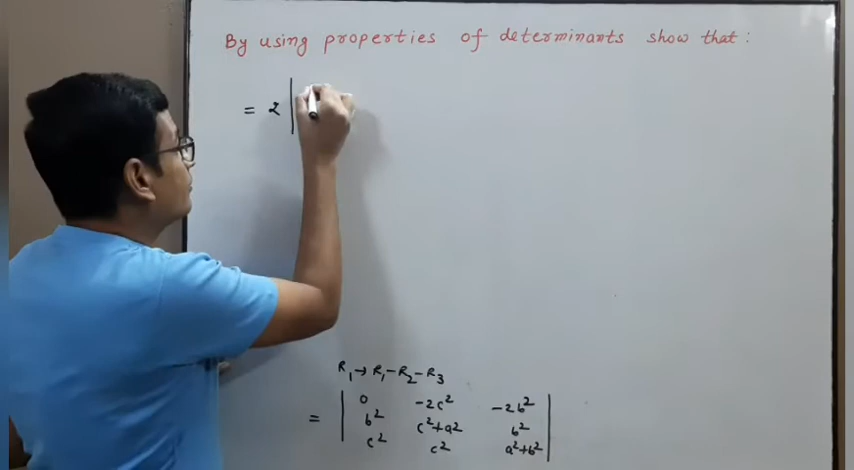 By using properties of determinants show that :
= 2 |
R₁→R₁-R₂-R₃
= | 0 -2c² -2b² |
| b² c²+a² b² |
| c² c² a²+b² |